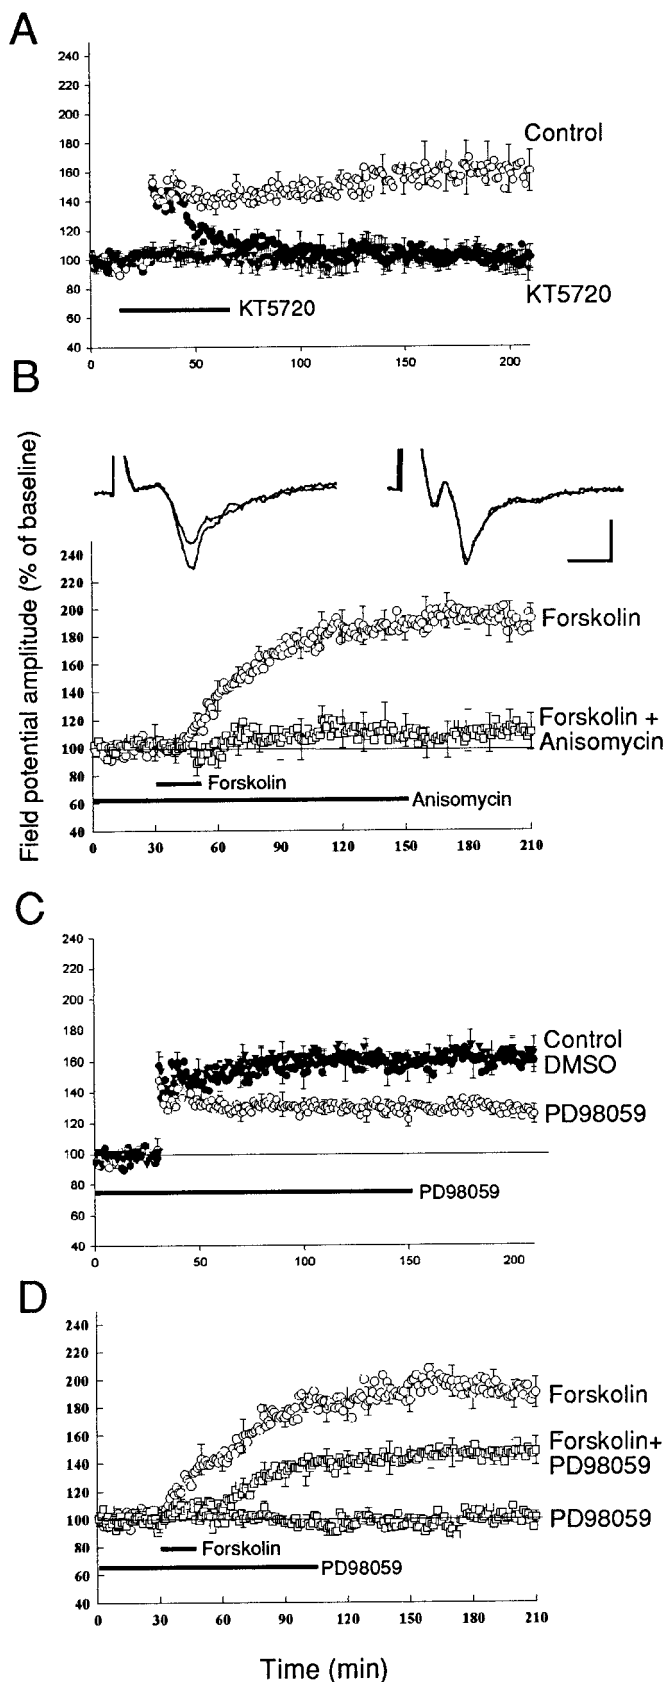 A
240
220
200
180
160
140
120
100
80
60
40
Control
KT5720
KT5720
0 50 100 150 200
B
Field potential amplitude (% of baseline)
240
220
200
180
160
140
120
100
80
60
40
Forskolin
Forskolin +
Anisomycin
Forskolin
Anisomycin
0 30 60 90 120 150 180 210
C
240
220
200
180
160
140
120
100
80
60
40
Control
DMSO
PD98059
PD98059
0 50 100 150 200
D
240
220
200
180
160
140
120
100
80
60
40
Forskolin
Forskolin+
PD98059
PD98059
Forskolin
PD98059
0 30 60 90 120 150 180 210
Time (min)